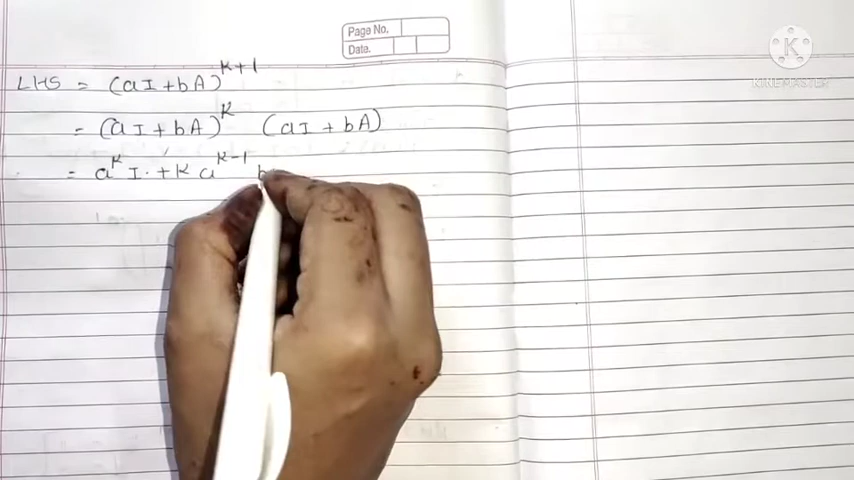 Page No.
Date.
K
KINEMASTER
LHS = (aI + bA)^{k+1}
= (aI + bA)^k (aI + bA)
= a^k I. + k a^{k-1} b